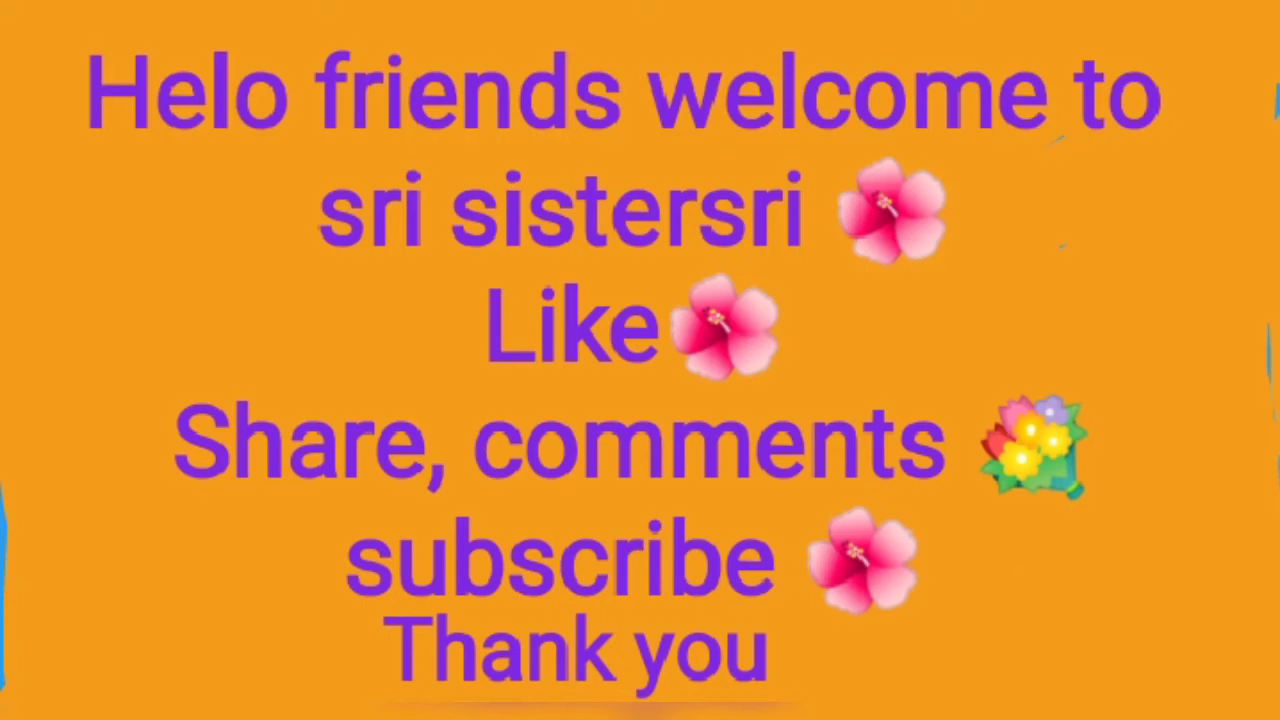 Helo friends welcome to
sri sistersri 🌺
Like🌺
Share, comments 💐
subscribe 🌺
Thank you